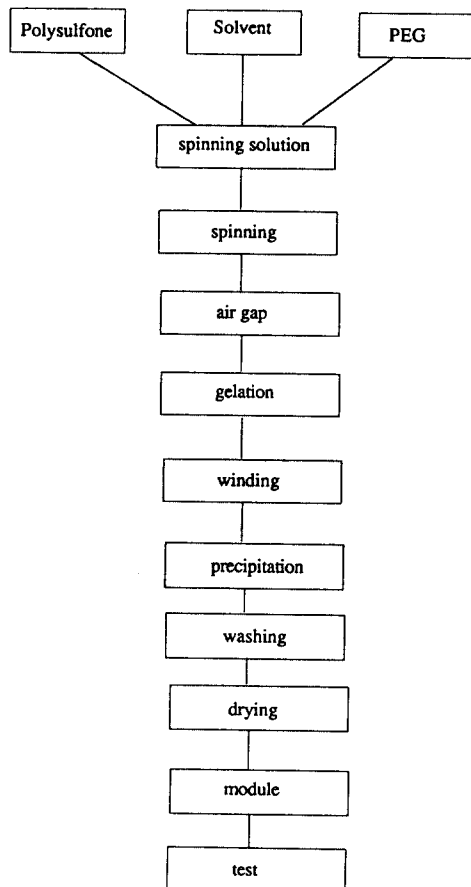 Polysulfone
Solvent
PEG
spinning solution
spinning
air gap
gelation
winding
precipitation
washing
drying
module
test